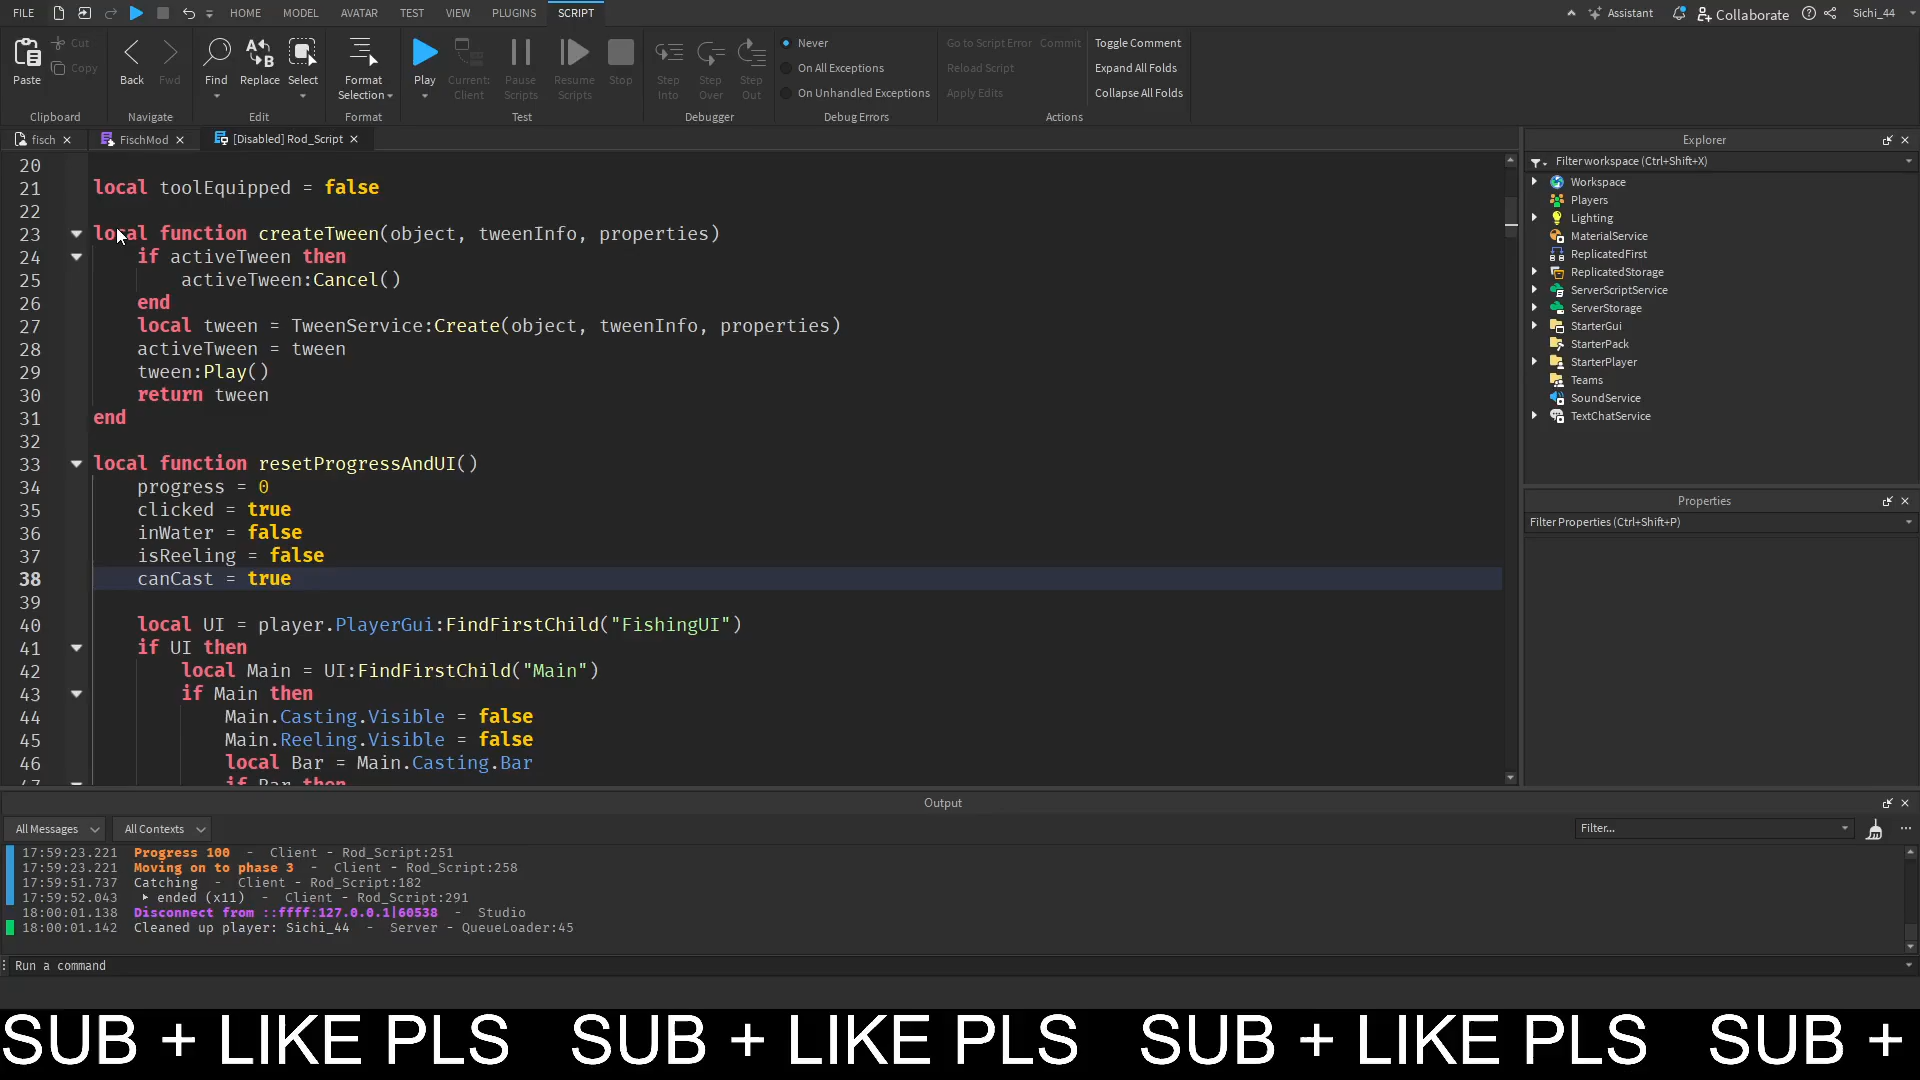 FILE HOME MODEL AVATAR TEST VIEW PLUGINS SCRIPT Assistant Collaborate Sichi_44
Paste Cut Copy Back Fwd Find Replace Select Format Selection Play Current: Client Pause Scripts Resume Scripts Stop Step Into Step Over Step Out
Never Go to Script Error Commit Toggle Comment
On All Exceptions Reload Script Expand All Folds
On Unhandled Exceptions Apply Edits Collapse All Folds
Clipboard Navigate Edit Format Test Debugger Debug Errors Actions
fisch FischMod [Disabled] Rod_Script
20
21 local toolEquipped = false
22
23 local function createTween(object, tweenInfo, properties)
24 if activeTween then
25 activeTween:Cancel()
26 end
27 local tween = TweenService:Create(object, tweenInfo, properties)
28 activeTween = tween
29 tween:Play()
30 return tween
31 end
32
33 local function resetProgressAndUI()
34 progress = 0
35 clicked = true
36 inWater = false
37 isReeling = false
38 canCast = true
39
40 local UI = player.PlayerGui:FindFirstChild("FishingUI")
41 if UI then
42 local Main = UI:FindFirstChild("Main")
43 if Main then
44 Main.Casting.Visible = false
45 Main.Reeling.Visible = false
46 local Bar = Main.Casting.Bar
47 if Bar then
Explorer
Filter workspace (Ctrl+Shift+X)
Workspace
Players
Lighting
MaterialService
ReplicatedFirst
ReplicatedStorage
ServerScriptService
ServerStorage
StarterGui
StarterPack
StarterPlayer
Teams
SoundService
TextChatService
Properties
Filter Properties (Ctrl+Shift+P)
Output
All Messages All Contexts Filter...
17:59:23.221 Progress 100 - Client - Rod_Script:251
17:59:23.221 Moving on to phase 3 - Client - Rod_Script:258
17:59:51.737 Catching - Client - Rod_Script:182
17:59:52.043 ended (x11) - Client - Rod_Script:291
18:00:01.138 Disconnect from ::ffff:127.0.0.1|60538 - Studio
18:00:01.142 Cleaned up player: Sichi_44 - Server - QueueLoader:45
Run a command
SUB + LIKE PLS SUB + LIKE PLS SUB + LIKE PLS SUB +